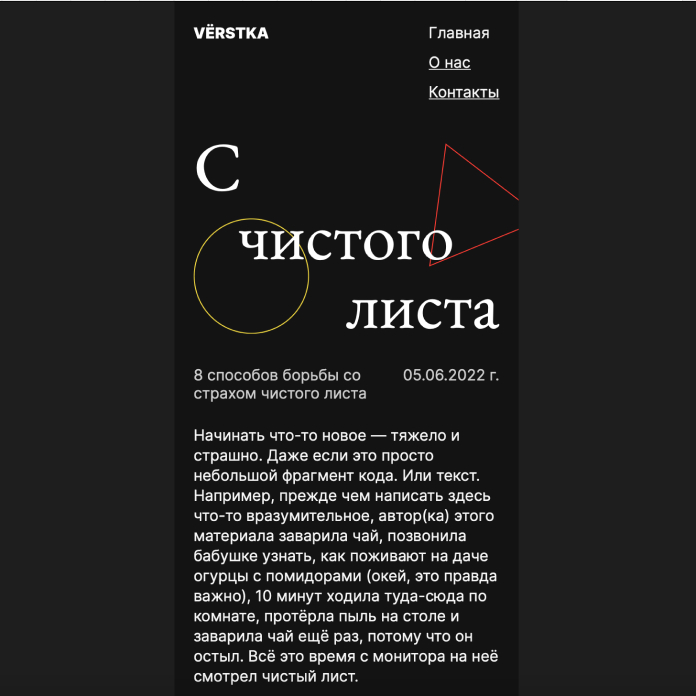 VЁRSTKA
Главная
О нас
Контакты
С
чистого
листа
8 способов борьбы со
страхом чистого листа
05.06.2022 г.
Начинать что-то новое — тяжело и
страшно. Даже если это просто
небольшой фрагмент кода. Или текст.
Например, прежде чем написать здесь
что-то вразумительное, автор(ка) этого
материала заварила чай, позвонила
бабушке узнать, как поживают на даче
огурцы с помидорами (окей, это правда
важно), 10 минут ходила туда-сюда по
комнате, протёрла пыль на столе и
заварила чай ещё раз, потому что он
остыл. Всё это время с монитора на неё
смотрел чистый лист.